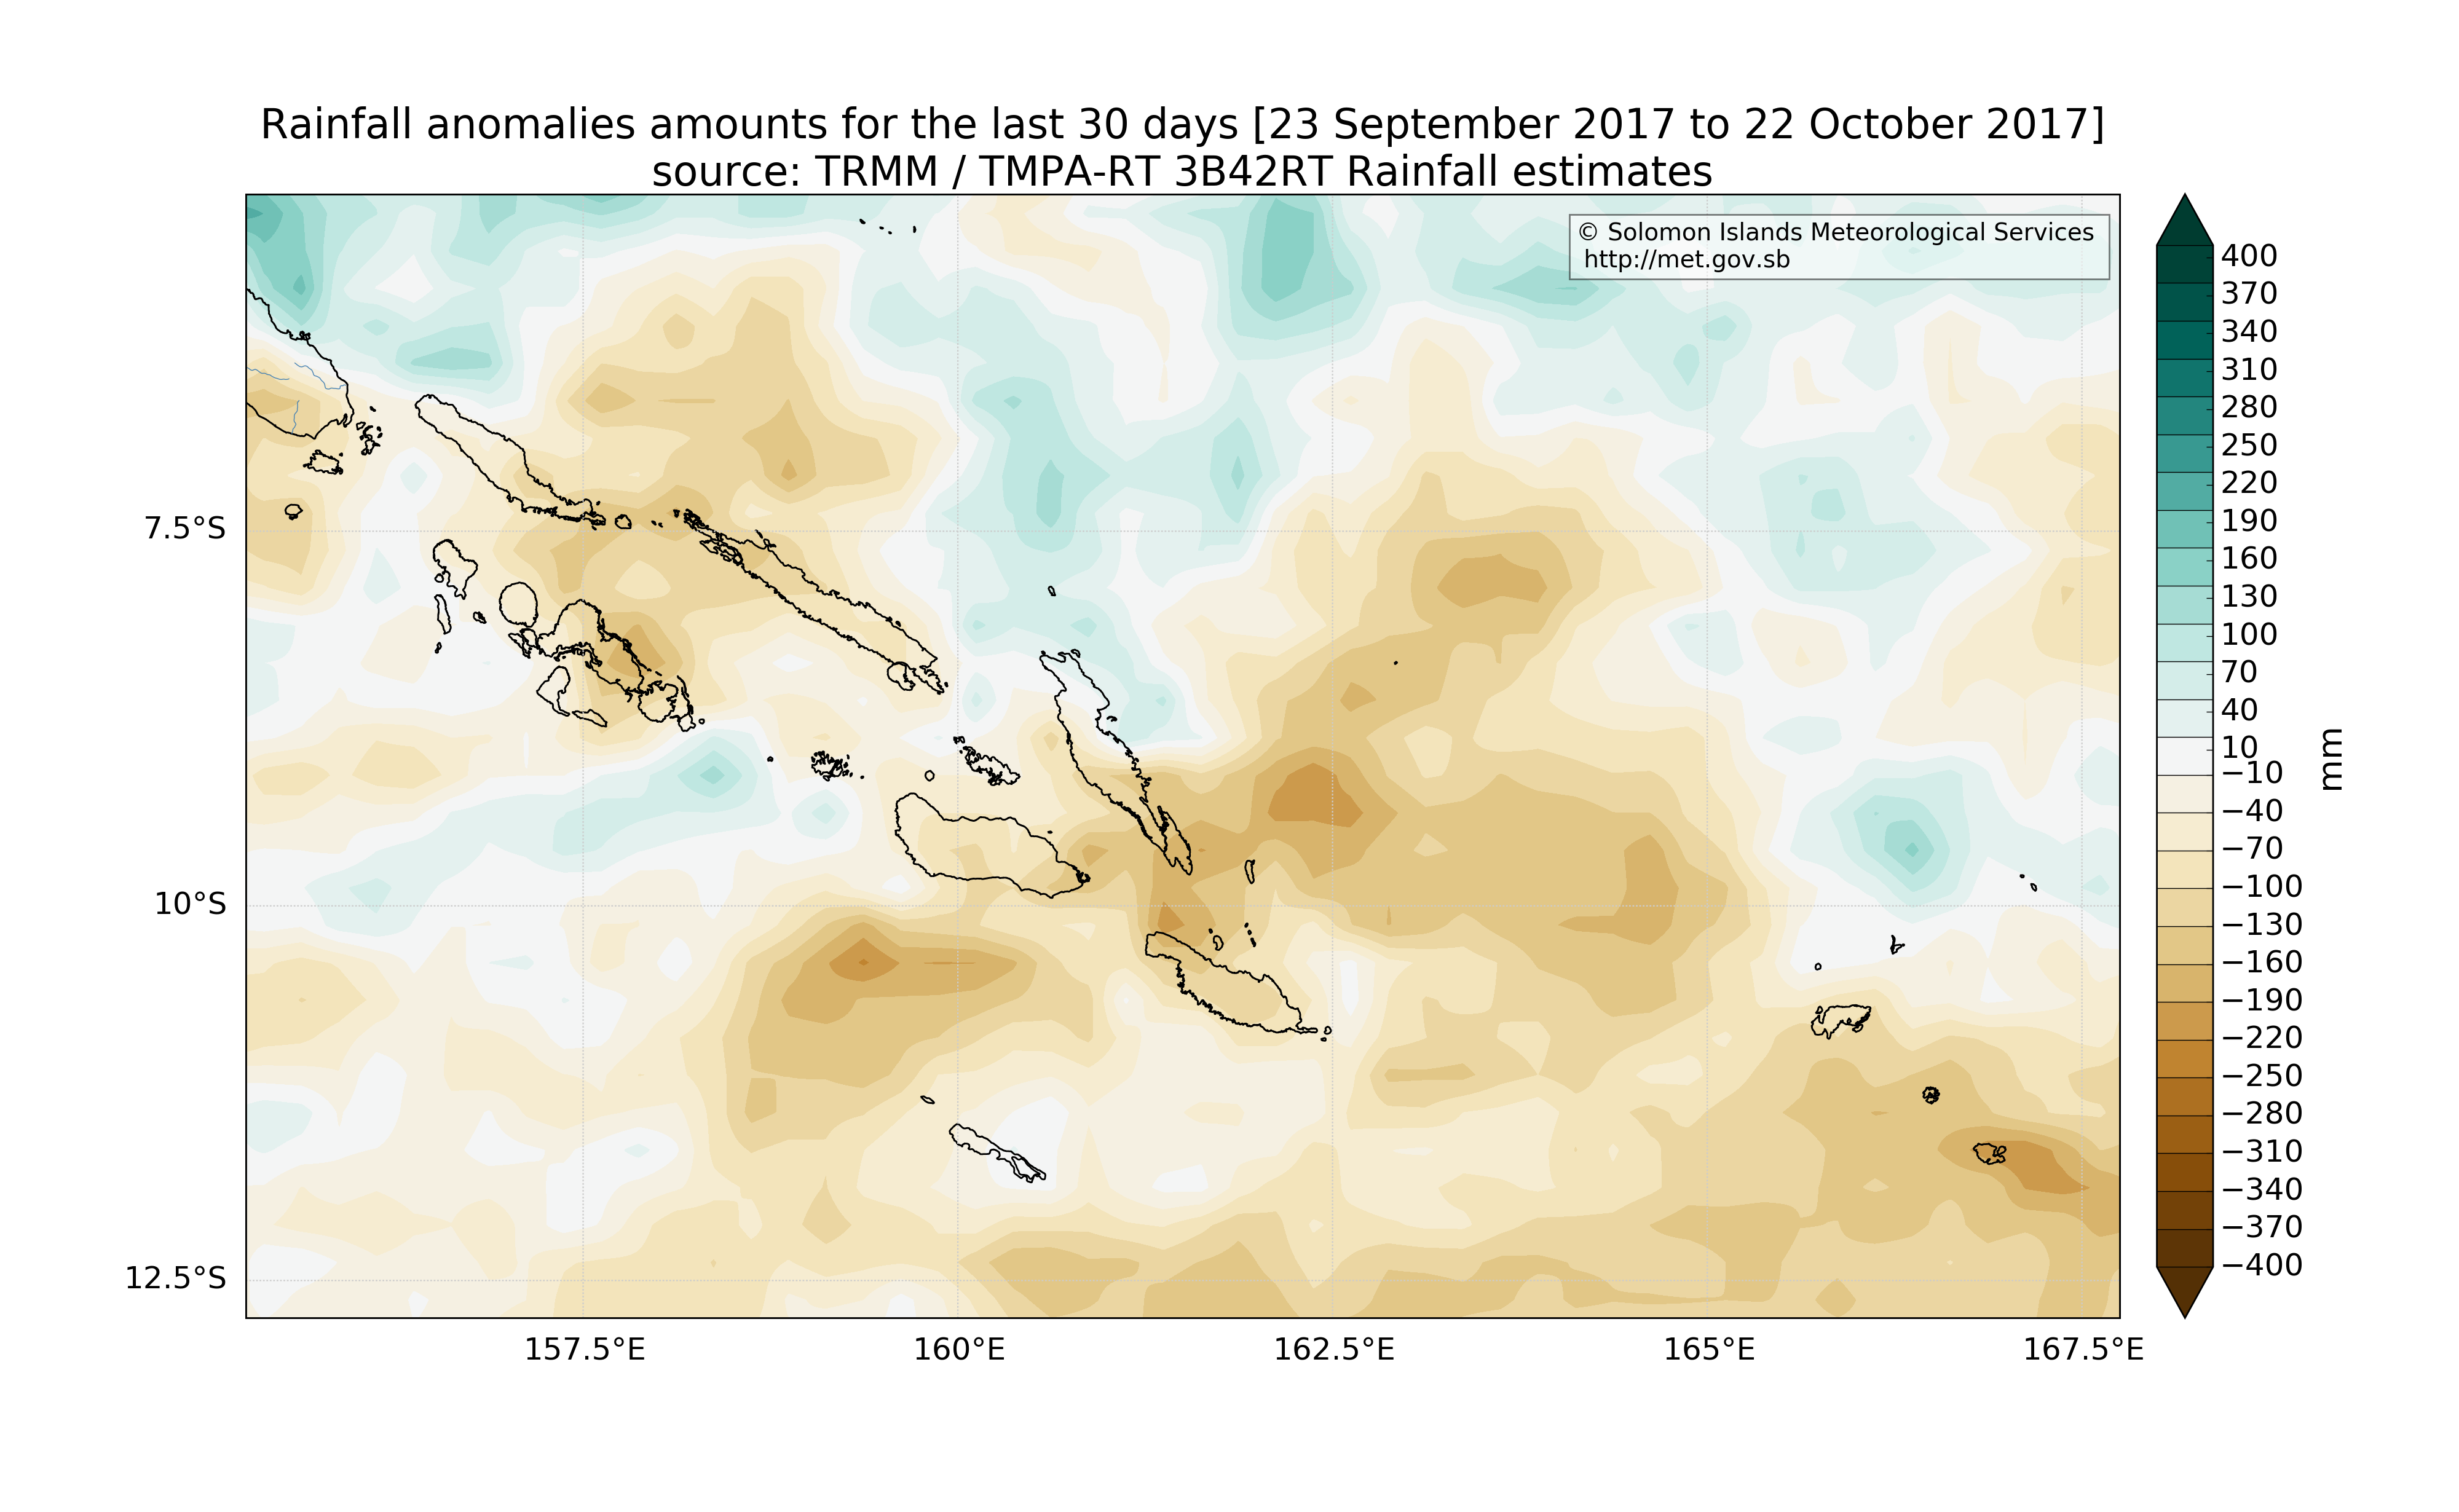 Rainfall anomalies amounts for the last 30 days [23 September 2017 to 22 October 2017]
source: TRMM / TMPA-RT 3B42RT Rainfall estimates
© Solomon Islands Meteorological Services
http://met.gov.sb
7.5°S
10°S
12.5°S
157.5°E
160°E
162.5°E
165°E
167.5°E
400
370
340
310
280
250
220
190
160
130
100
70
40
10
−10
−40
−70
−100
−130
−160
−190
−220
−250
−280
−310
−340
−370
−400
mm